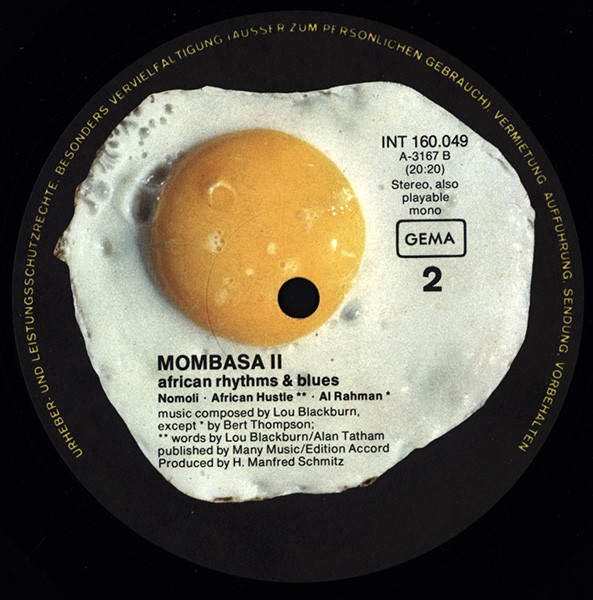 URHEBER- UND LEISTUNGSSCHUTZRECHTE. BESONDERS VERVIELFÄLTIGUNG (AUSSER ZUM PERSÖNLICHEN GEBRAUCH), VERMIETUNG. AUFFÜHRUNG. SENDUNG. VORBEHALTEN
INT 160.049
A-3167 B
(20:20)
Stereo, also
playable
mono
GEMA
2
MOMBASA II
african rhythms & blues
Nomoli · African Hustle ** · Al Rahman *
music composed by Lou Blackburn,
except * by Bert Thompson;
** words by Lou Blackburn/Alan Tatham
published by Many Music/Edition Accord
Produced by H. Manfred Schmitz